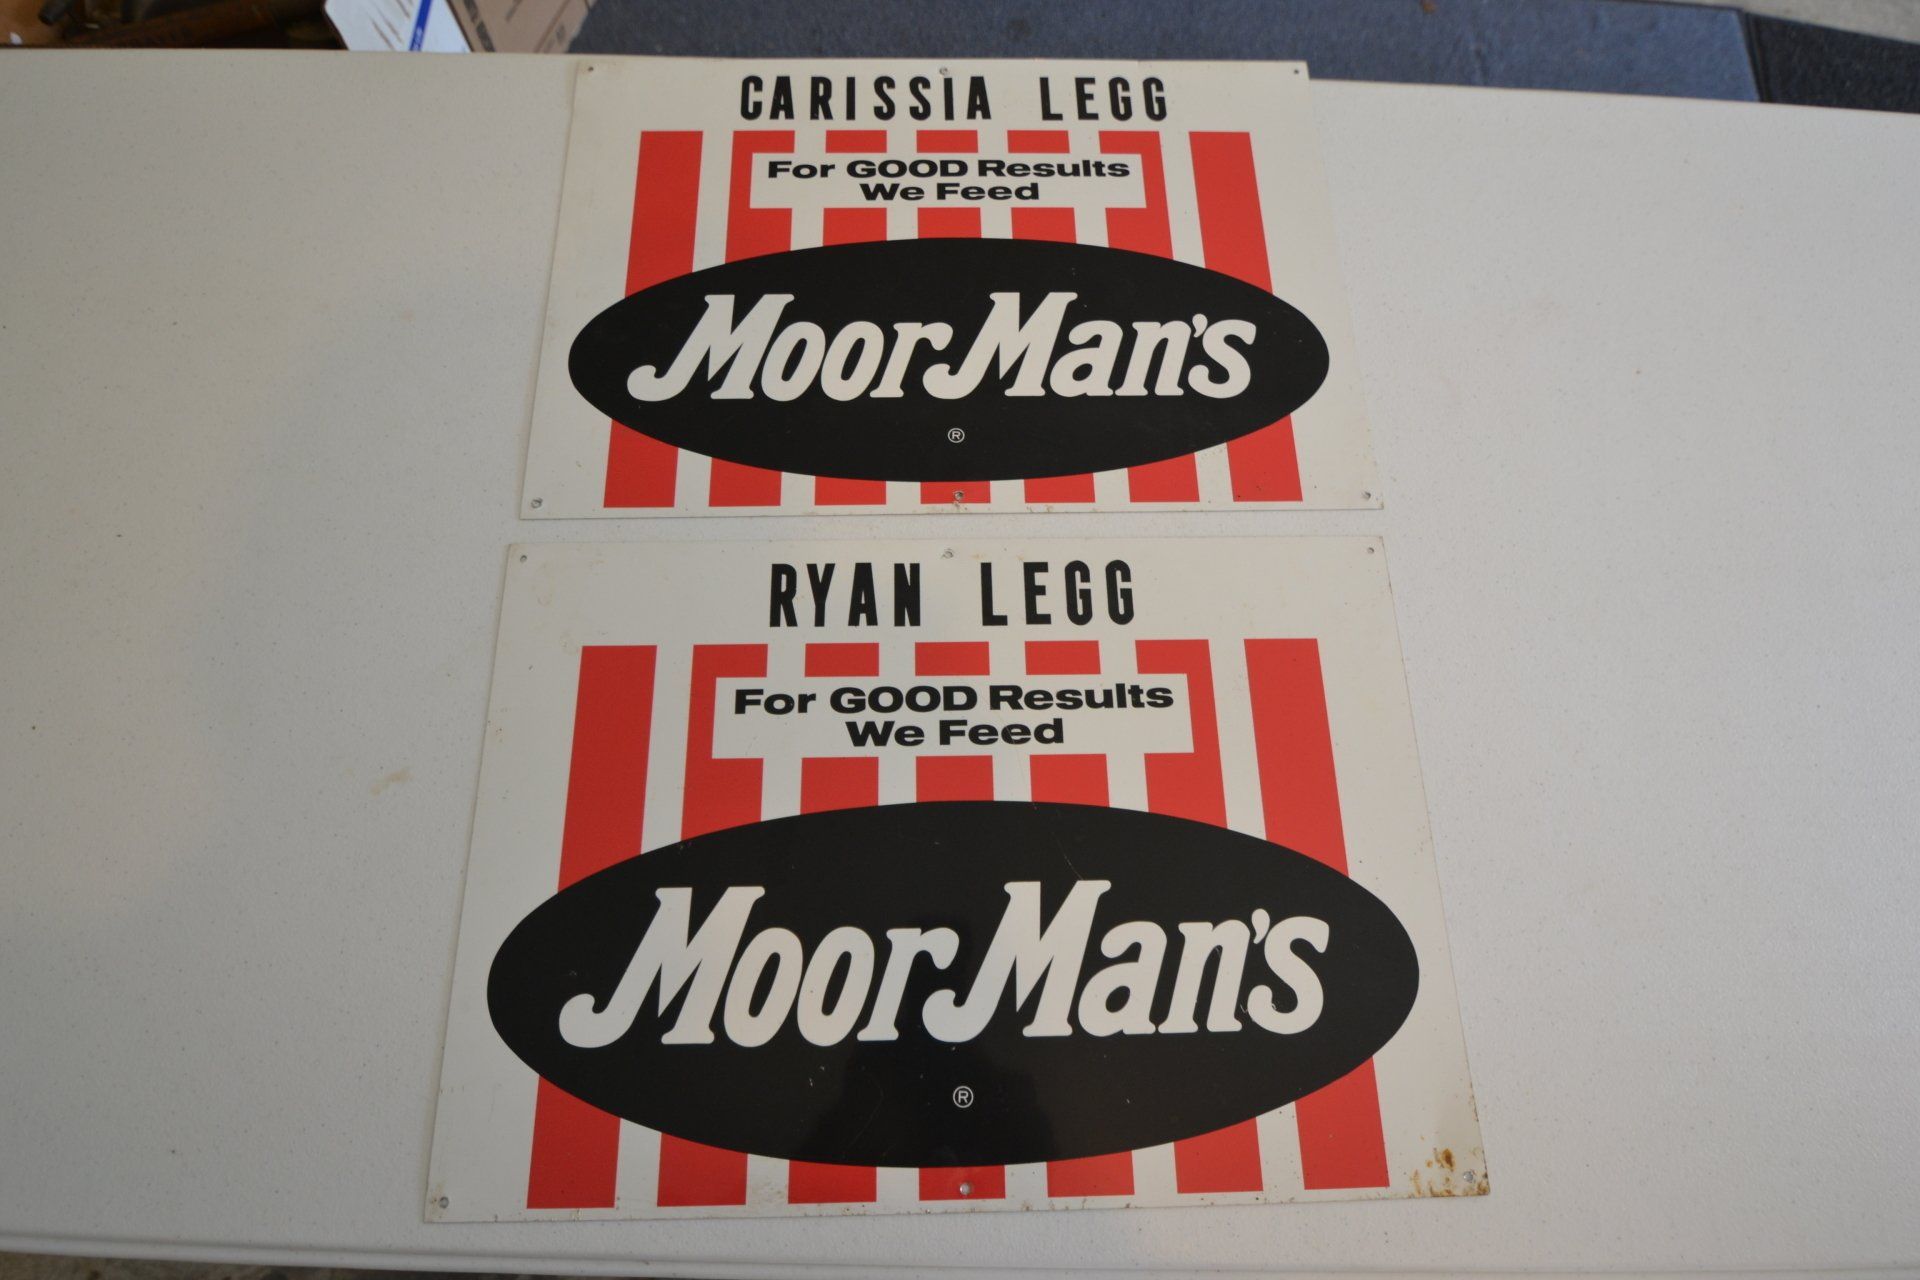 CARISSIA LEGG
For GOOD Results
We Feed
MoorMan's
®
RYAN LEGG
For GOOD Results
We Feed
MoorMan's
®